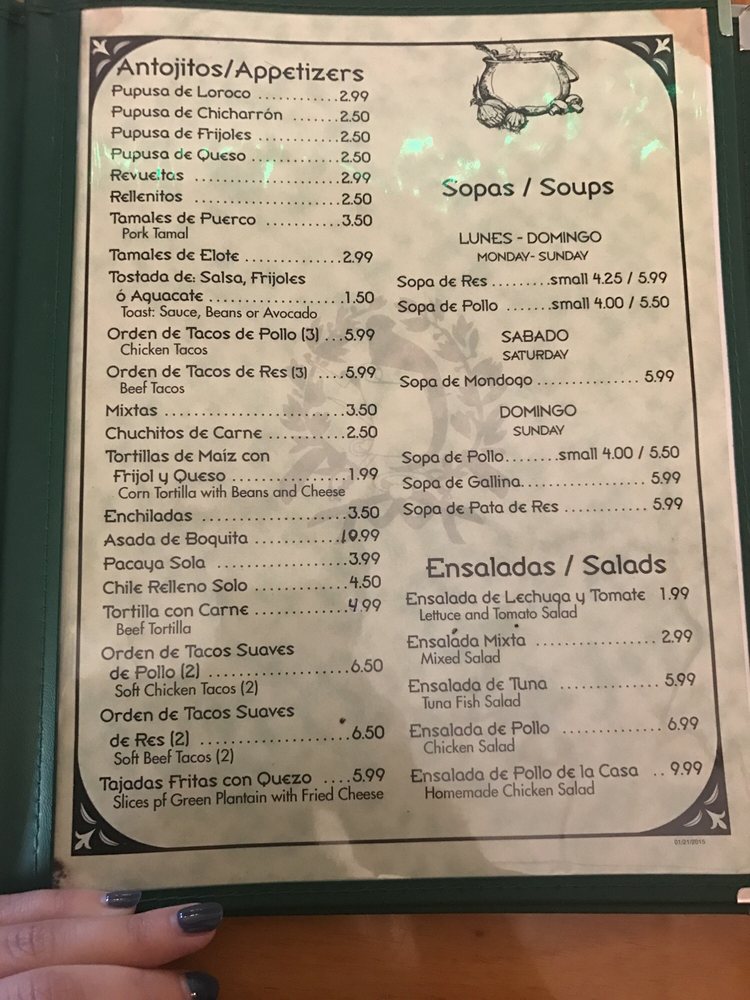 Antojitos/Appetizers
Pupusa de Loroco ............2.99
Pupusa de Chicharrón .......2.50
Pupusa de Frijoles ............2.50
Pupusa de Queso .............2.50
Revueltas ......................2.99
Rellenitos ......................2.50
Tamales de Puerco ...........3.50
Pork Tamal
Tamales de Elote ..............2.99
Tostada de: Salsa, Frijoles
ó Aguacate ....................1.50
Toast: Sauce, Beans or Avocado
Orden de Tacos de Pollo (3) ...5.99
Chicken Tacos
Orden de Tacos de Res (3) ....5.99
Beef Tacos
Mixtas ...........................3.50
Chuchitos de Carne ...........2.50
Tortillas de Maíz con
Frijol y Queso .................1.99
Corn Tortilla with Beans and Cheese
Enchiladas .....................3.50
Asada de Boquita .............10.99
Pacaya Sola ...................3.99
Chile Relleno Solo ............4.50
Tortilla con Carne .............4.99
Beef Tortilla
Orden de Tacos Suaves
de Pollo (2) .....................6.50
Soft Chicken Tacos (2)
Orden de Tacos Suaves
de Res (2) ......................6.50
Soft Beef Tacos (2)
Tajadas Fritas con Quezo ....5.99
Slices pf Green Plantain with Fried Cheese
Sopas / Soups
LUNES - DOMINGO
MONDAY- SUNDAY
Sopa de Res .........small 4.25 / 5.99
Sopa de Pollo .......small 4.00 / 5.50
SABADO
SATURDAY
Sopa de Mondogo ............... 5.99
DOMINGO
SUNDAY
Sopa de Pollo........small 4.00 / 5.50
Sopa de Gallina.................. 5.99
Sopa de Pata de Res ............ 5.99
Ensaladas / Salads
Ensalada de Lechuga y Tomate 1.99
Lettuce and Tomato Salad
Ensalada Mixta ................. 2.99
Mixed Salad
Ensalada de Tuna .............. 5.99
Tuna Fish Salad
Ensalada de Pollo .............. 6.99
Chicken Salad
Ensalada de Pollo de la Casa .. 9.99
Homemade Chicken Salad
01/21/2015